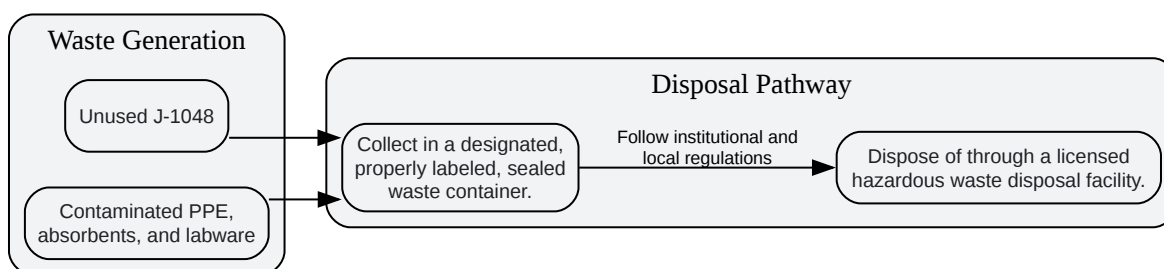 Waste Generation
Unused J-1048
Contaminated PPE,
absorbents, and labware
Disposal Pathway
Collect in a designated,
properly labeled, sealed
waste container.
Follow institutional and
local regulations
Dispose of through a licensed
hazardous waste disposal facility.